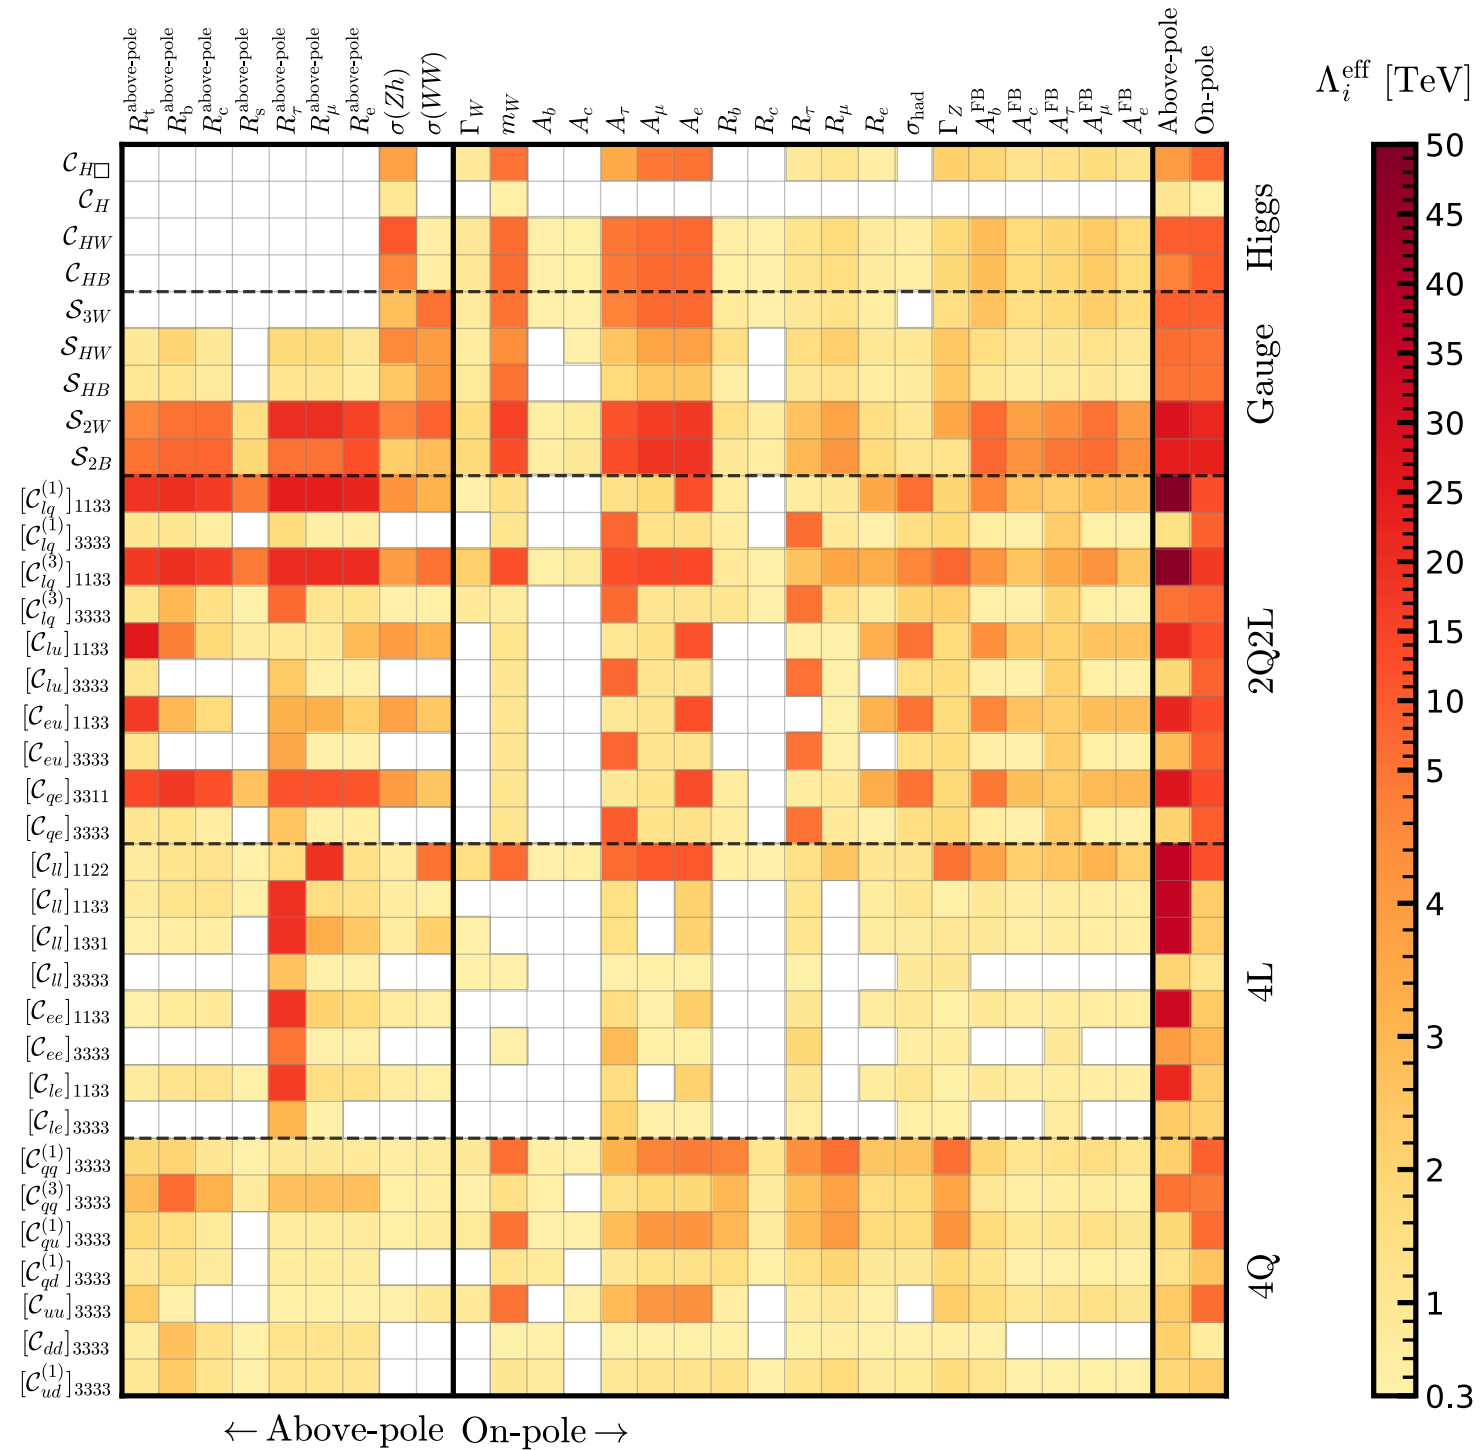 R_t^above-pole
R_b^above-pole
R_c^above-pole
R_s^above-pole
R_τ^above-pole
R_μ^above-pole
R_e^above-pole
σ(Zh)
σ(WW)
Γ_W
m_W
A_b
A_c
A_τ
A_μ
A_e
R_b
R_c
R_τ
R_μ
R_e
σ_had
Γ_Z
A_b^FB
A_c^FB
A_τ^FB
A_μ^FB
A_e^FB
Above-pole
On-pole
Λ_i^eff [TeV]
𝒞_H□
𝒞_H
𝒞_HW
𝒞_HB
𝒮_3W
𝒮_HW
𝒮_HB
𝒮_2W
𝒮_2B
[𝒞_lq^(1)]_1133
[𝒞_lq^(1)]_3333
[𝒞_lq^(3)]_1133
[𝒞_lq^(3)]_3333
[𝒞_lu]_1133
[𝒞_lu]_3333
[𝒞_eu]_1133
[𝒞_eu]_3333
[𝒞_qe]_3311
[𝒞_qe]_3333
[𝒞_ll]_1122
[𝒞_ll]_1133
[𝒞_ll]_1331
[𝒞_ll]_3333
[𝒞_ee]_1133
[𝒞_ee]_3333
[𝒞_le]_1133
[𝒞_le]_3333
[𝒞_qq^(1)]_3333
[𝒞_qq^(3)]_3333
[𝒞_qu^(1)]_3333
[𝒞_qd^(1)]_3333
[𝒞_uu]_3333
[𝒞_dd]_3333
[𝒞_ud^(1)]_3333
Higgs
Gauge
2Q2L
4L
4Q
50
45
40
35
30
25
20
15
10
5
4
3
2
1
0.3
← Above-pole On-pole →